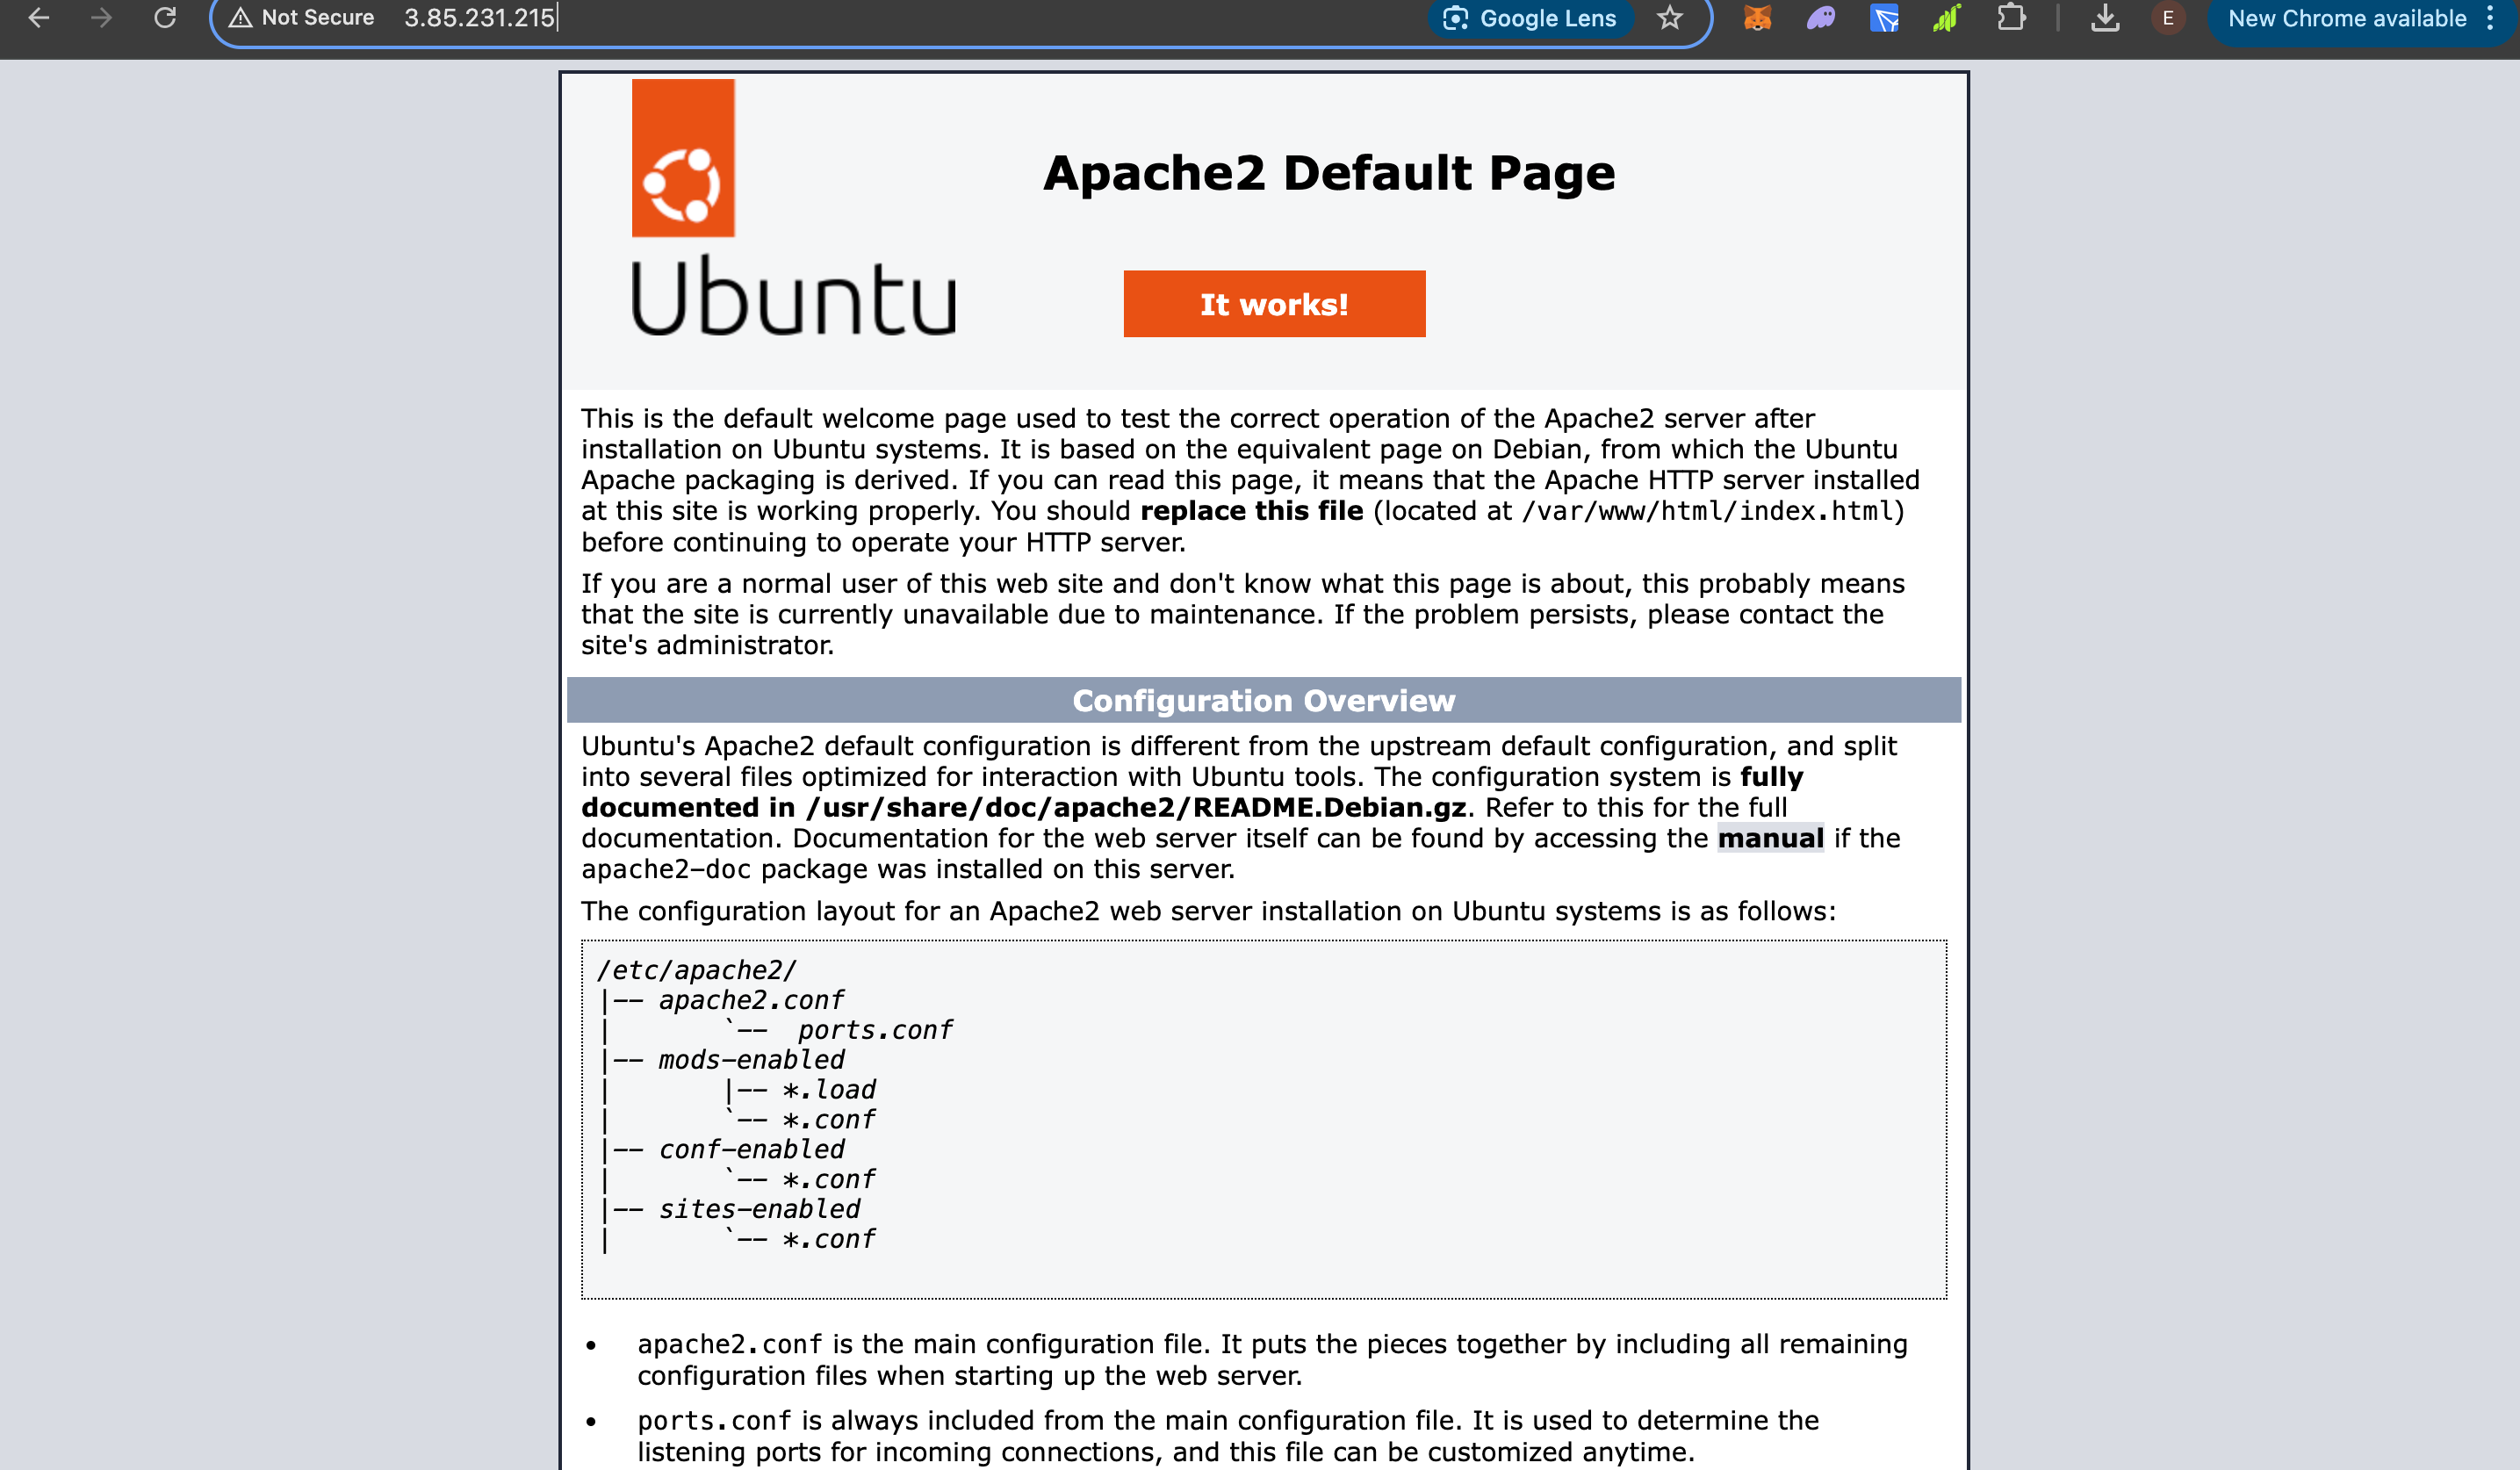 Not Secure 3.85.231.215 Google Lens E New Chrome available
Apache2 Default Page
Ubuntu
It works!
This is the default welcome page used to test the correct operation of the Apache2 server after
installation on Ubuntu systems. It is based on the equivalent page on Debian, from which the Ubuntu
Apache packaging is derived. If you can read this page, it means that the Apache HTTP server installed
at this site is working properly. You should replace this file (located at /var/www/html/index.html)
before continuing to operate your HTTP server.
If you are a normal user of this web site and don't know what this page is about, this probably means
that the site is currently unavailable due to maintenance. If the problem persists, please contact the
site's administrator.
Configuration Overview
Ubuntu's Apache2 default configuration is different from the upstream default configuration, and split
into several files optimized for interaction with Ubuntu tools. The configuration system is fully
documented in /usr/share/doc/apache2/README.Debian.gz. Refer to this for the full
documentation. Documentation for the web server itself can be found by accessing the manual if the
apache2-doc package was installed on this server.
The configuration layout for an Apache2 web server installation on Ubuntu systems is as follows:
/etc/apache2/
|-- apache2.conf
|       `--  ports.conf
|-- mods-enabled
|       |-- *.load
|       `-- *.conf
|-- conf-enabled
|       `-- *.conf
|-- sites-enabled
|       `-- *.conf
• apache2.conf is the main configuration file. It puts the pieces together by including all remaining
configuration files when starting up the web server.
• ports.conf is always included from the main configuration file. It is used to determine the
listening ports for incoming connections, and this file can be customized anytime.